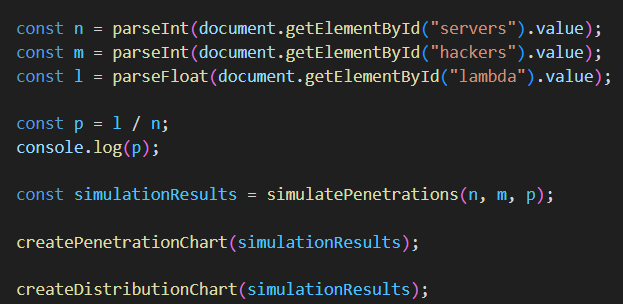 const n = parseInt(document.getElementById("servers").value);
const m = parseInt(document.getElementById("hackers").value);
const l = parseFloat(document.getElementById("lambda").value);
const p = l / n;
console.log(p);
const simulationResults = simulatePenetrations(n, m, p);
createPenetrationChart(simulationResults);
createDistributionChart(simulationResults);